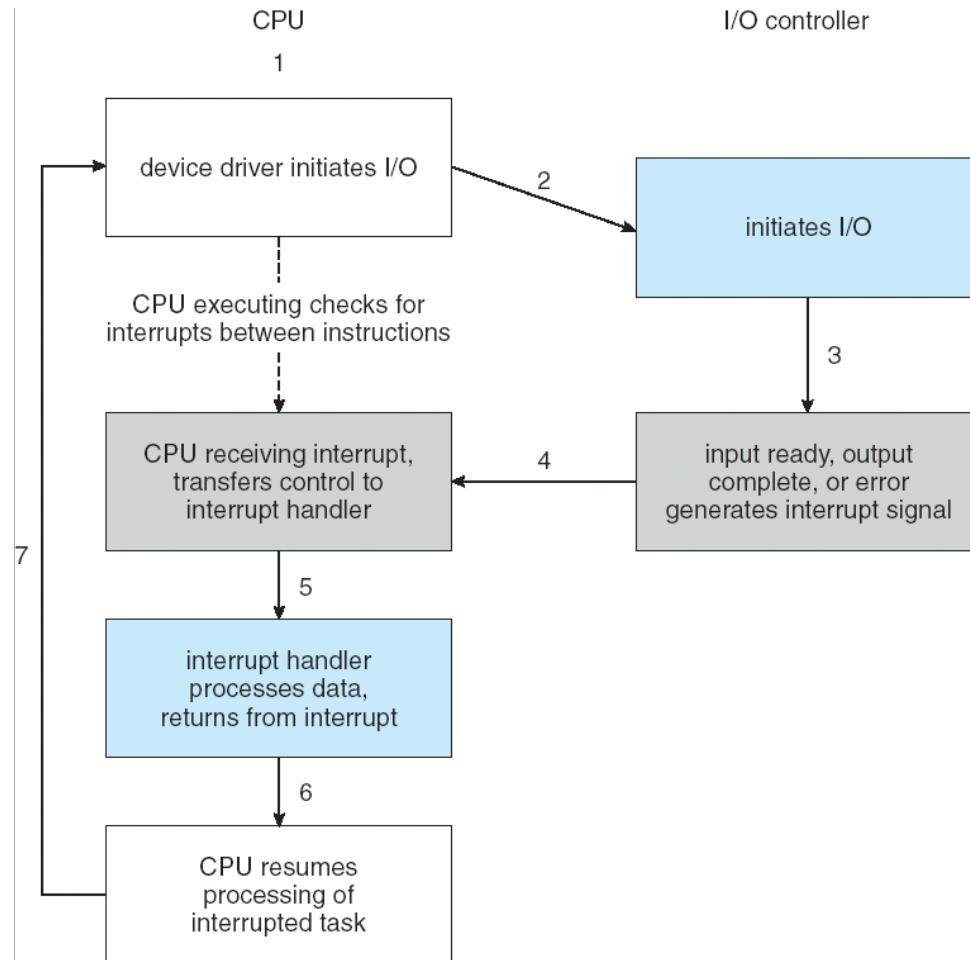 CPU
I/O controller
1
device driver initiates I/O
2
initiates I/O
CPU executing checks for
interrupts between instructions
3
CPU receiving interrupt,
transfers control to
interrupt handler
4
input ready, output
complete, or error
generates interrupt signal
7
5
interrupt handler
processes data,
returns from interrupt
6
CPU resumes
processing of
interrupted task